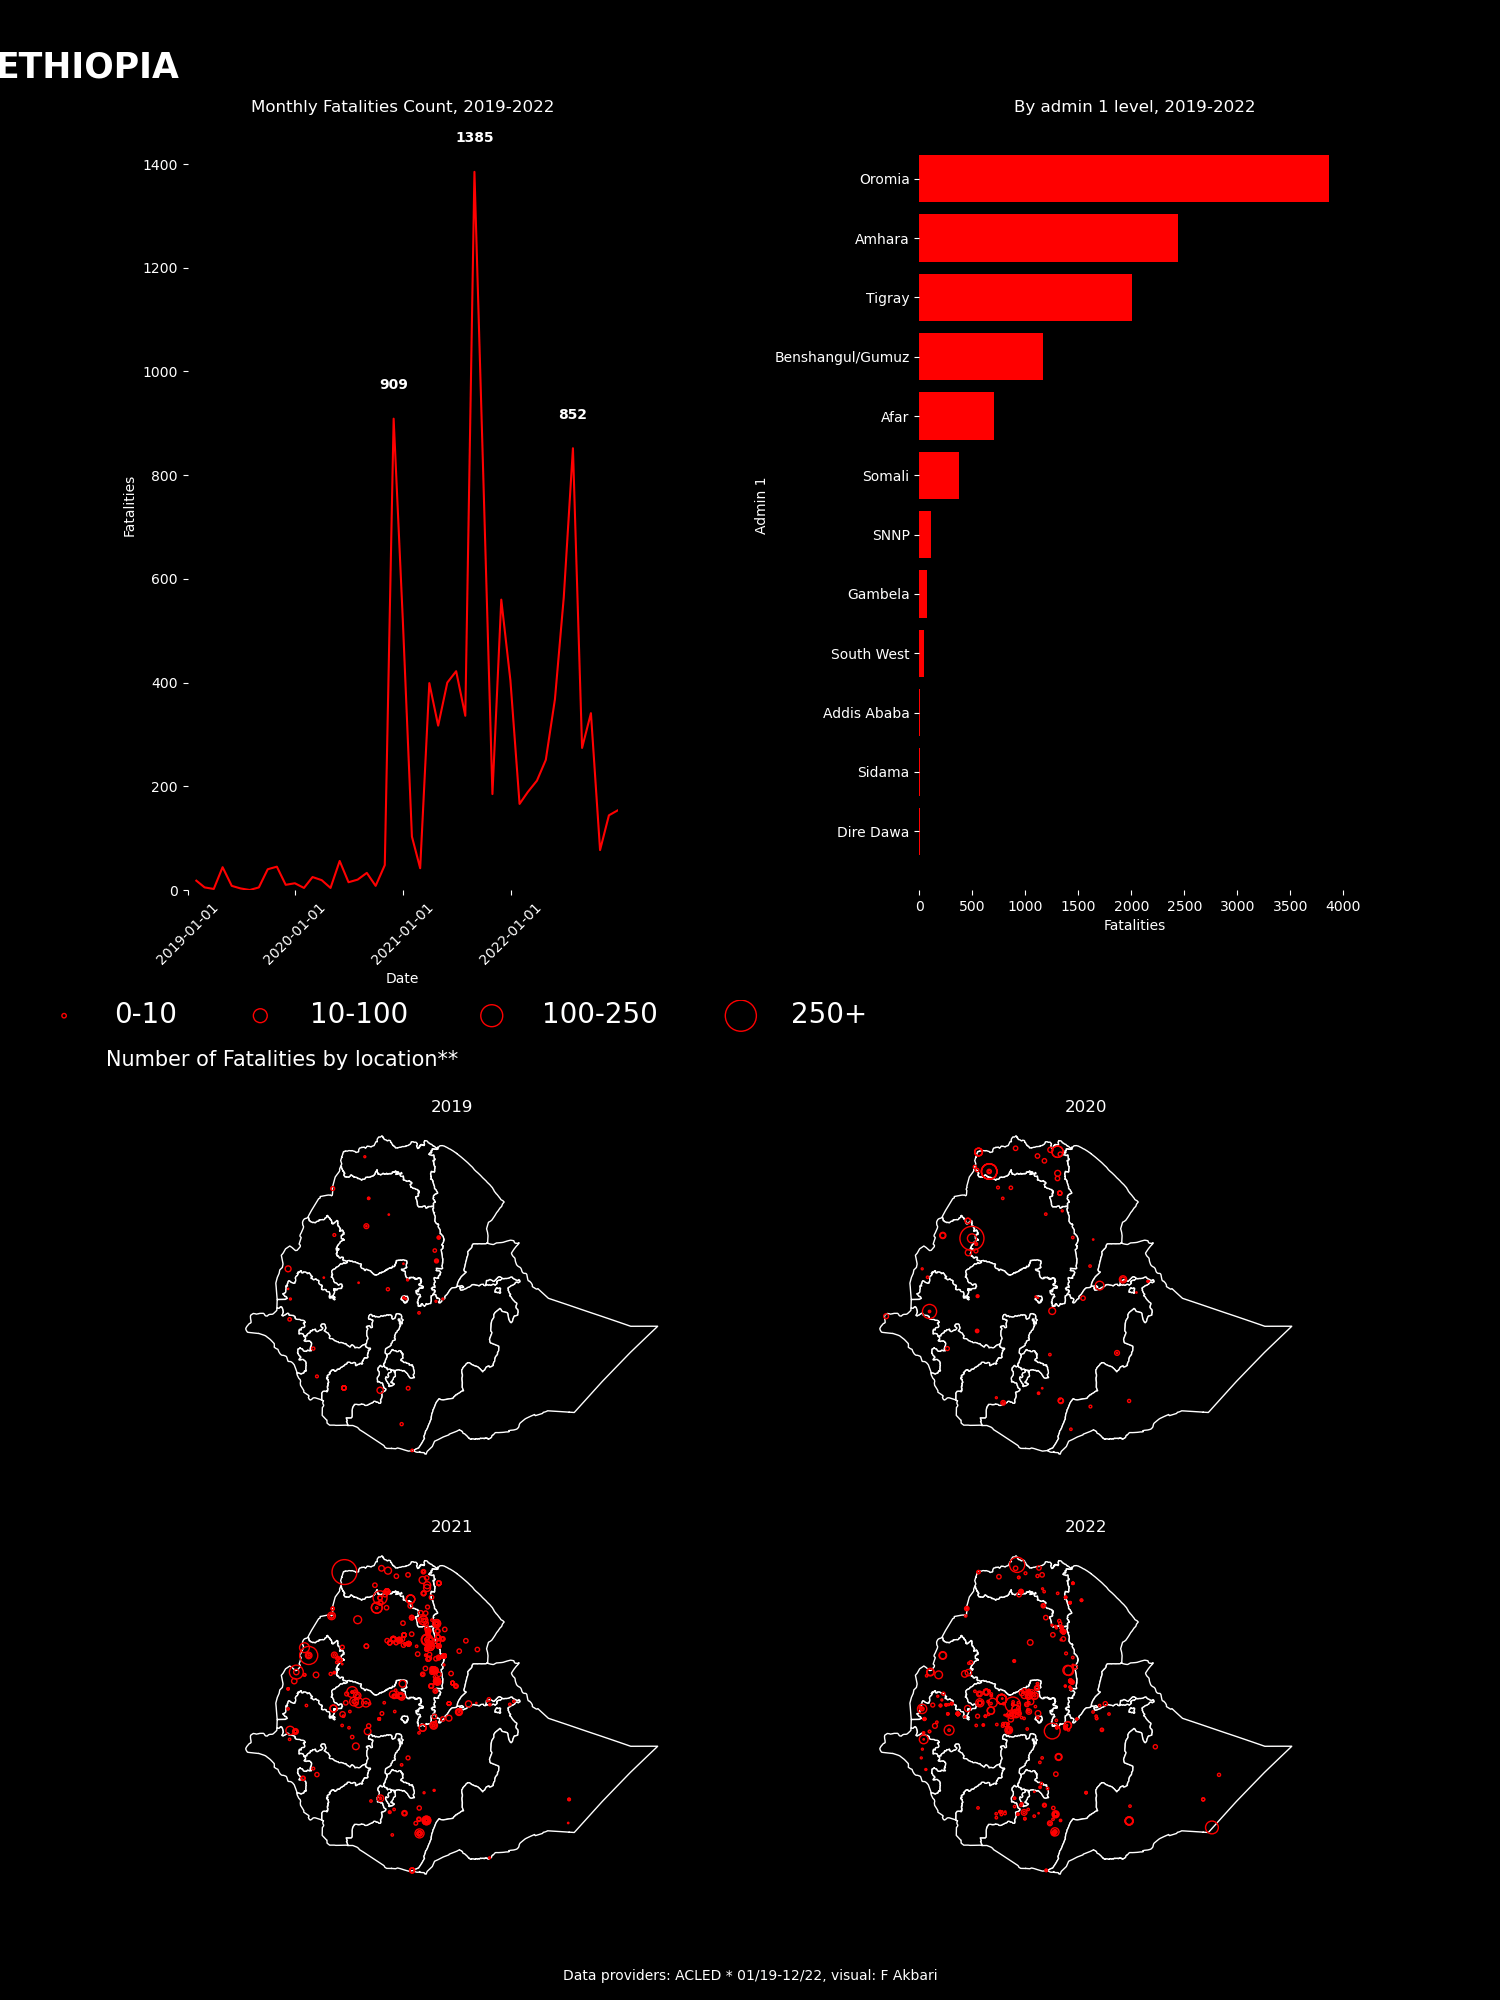 ETHIOPIA
Monthly Fatalities Count, 2019-2022
1385
909
852
1400
1200
1000
800
600
400
200
0
Fatalities
2019-01-01
2020-01-01
2021-01-01
2022-01-01
Date
By admin 1 level, 2019-2022
Admin 1
Oromia
Amhara
Tigray
Benshangul/Gumuz
Afar
Somali
SNNP
Gambela
South West
Addis Ababa
Sidama
Dire Dawa
0 500 1000 1500 2000 2500 3000 3500 4000
Fatalities
0-10 10-100 100-250 250+
Number of Fatalities by location**
2019
2020
2021
2022
Data providers: ACLED * 01/19-12/22, visual: F Akbari